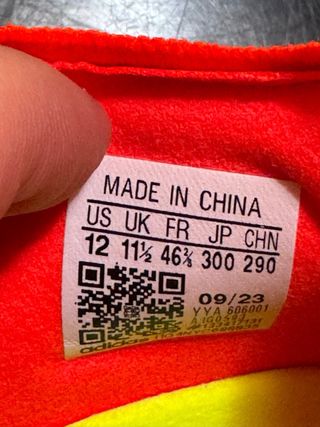 MADE IN CHINA
US UK FR JP CHN
12 11½ 46⅔ 300 290
09/23
YYA 606001